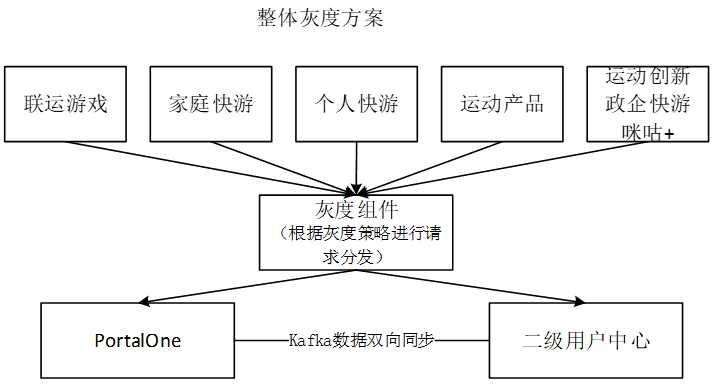 整体灰度方案
联运游戏
家庭快游
个人快游
运动产品
运动创新
政企快游
咪咕+
灰度组件
（根据灰度策略进行请
求分发）
PortalOne
Kafka数据双向同步
二级用户中心